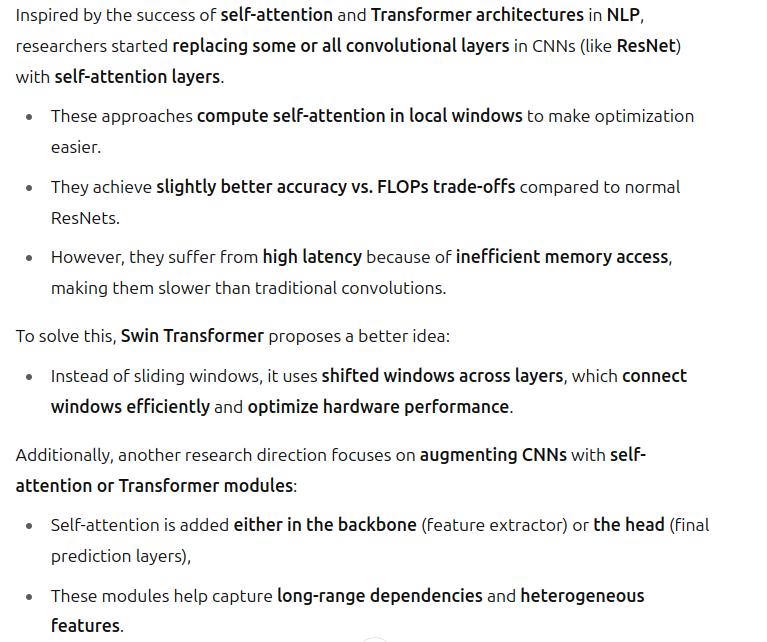 Inspired by the success of self-attention and Transformer architectures in NLP,
researchers started replacing some or all convolutional layers in CNNs (like ResNet)
with self-attention layers.
• These approaches compute self-attention in local windows to make optimization
easier.
• They achieve slightly better accuracy vs. FLOPs trade-offs compared to normal
ResNets.
• However, they suffer from high latency because of inefficient memory access,
making them slower than traditional convolutions.
To solve this, Swin Transformer proposes a better idea:
• Instead of sliding windows, it uses shifted windows across layers, which connect
windows efficiently and optimize hardware performance.
Additionally, another research direction focuses on augmenting CNNs with self-
attention or Transformer modules:
• Self-attention is added either in the backbone (feature extractor) or the head (final
prediction layers),
• These modules help capture long-range dependencies and heterogeneous
features.